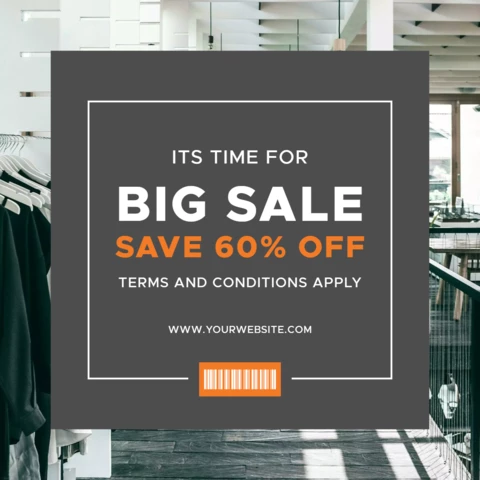 ITS TIME FOR
BIG SALE
SAVE 60% OFF
TERMS AND CONDITIONS APPLY
WWW.YOURWEBSITE.COM